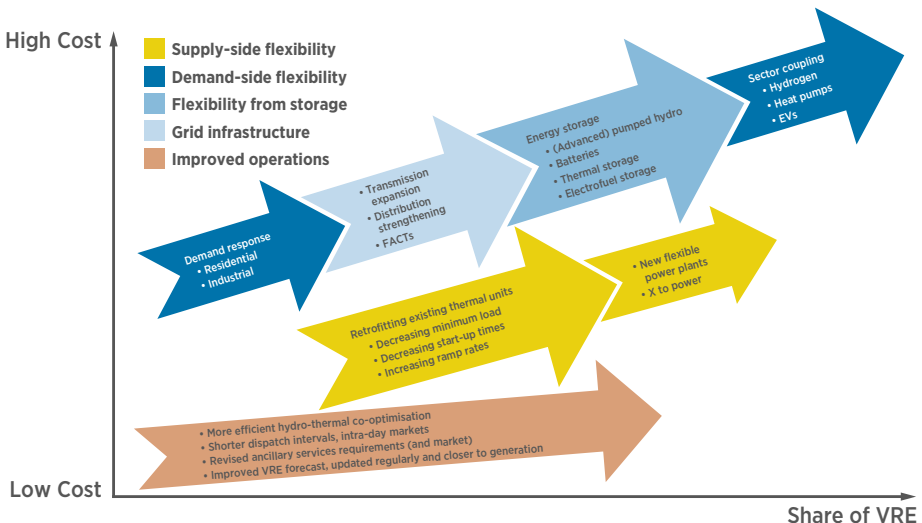 High Cost
Supply-side flexibility
Demand-side flexibility
Flexibility from storage
Grid infrastructure
Improved operations
Sector coupling
• Hydrogen
• Heat pumps
• EVs
Energy storage
• (Advanced) pumped hydro
• Batteries
• Thermal storage
• Electrofuel storage
• Transmission
expansion
• Distribution
strengthening
• FACTs
Demand response
• Residential
• Industrial
• New flexible
power plants
• X to power
Retrofitting existing thermal units
• Decreasing minimum load
• Decreasing start-up times
• Increasing ramp rates
• More efficient hydro-thermal co-optimisation
• Shorter dispatch intervals, intra-day markets
• Revised ancillary services requirements (and market)
• Improved VRE forecast, updated regularly and closer to generation
Low Cost
Share of VRE